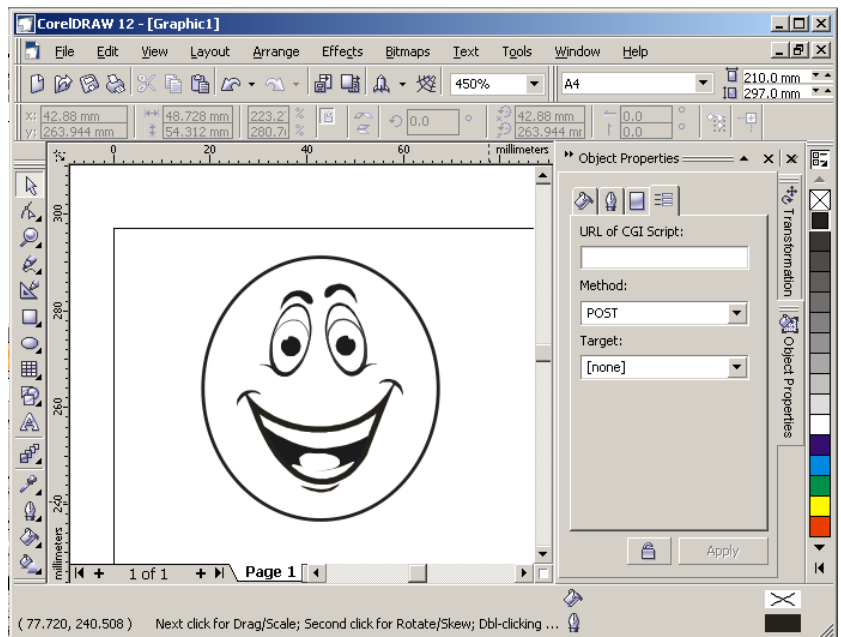 CorelDRAW 12 - [Graphic1]
File Edit View Layout Arrange Effects Bitmaps Text Tools Window Help
450% A4 210.0 mm
297.0 mm
x: 42.88 mm 48.728 mm 223.2 % 0.0 ° 42.88 mm 0.0 °
y: 263.944 mm 54.312 mm 280.7 % 263.944 mm 0.0 °
0 20 40 60 millimeters
300
280
260
240
millimeters
Object Properties
URL of CGI Script:
Method:
POST
Target:
[none]
Apply
Transformation
Object Properties
1 of 1 Page 1
( 77.720, 240.508 ) Next click for Drag/Scale; Second click for Rotate/Skew; Dbl-clicking ...